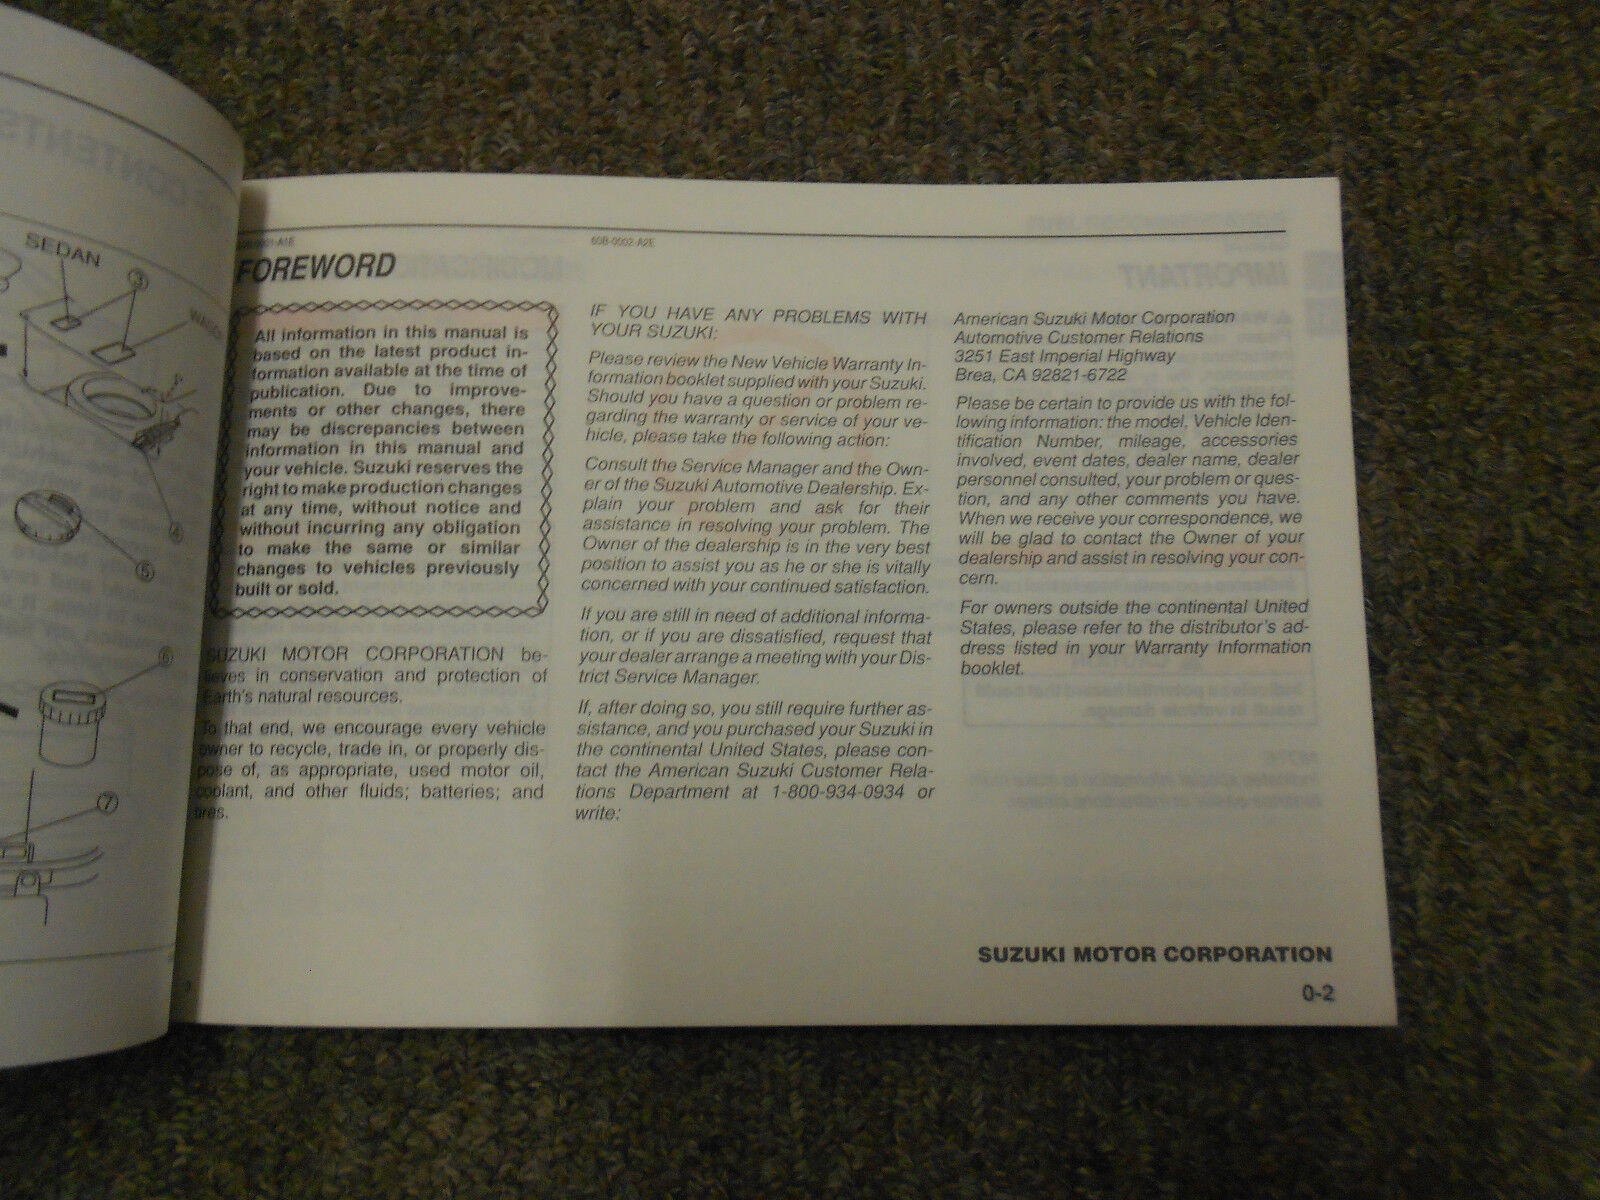 SEDAN
3
4
5
6
7
60B-0002-A2E
FOREWORD
All information in this manual is
based on the latest product in-
formation available at the time of
publication. Due to improve-
ments or other changes, there
may be discrepancies between
information in this manual and
your vehicle. Suzuki reserves the
right to make production changes
at any time, without notice and
without incurring any obligation
to make the same or similar
changes to vehicles previously
built or sold.
SUZUKI MOTOR CORPORATION be-
lieves in conservation and protection of
Earth's natural resources.
To that end, we encourage every vehicle
owner to recycle, trade in, or properly dis-
pose of, as appropriate, used motor oil,
coolant, and other fluids; batteries; and
tires.
IF YOU HAVE ANY PROBLEMS WITH
YOUR SUZUKI:
Please review the New Vehicle Warranty In-
formation booklet supplied with your Suzuki.
Should you have a question or problem re-
garding the warranty or service of your ve-
hicle, please take the following action:
Consult the Service Manager and the Own-
er of the Suzuki Automotive Dealership. Ex-
plain your problem and ask for their
assistance in resolving your problem. The
Owner of the dealership is in the very best
position to assist you as he or she is vitally
concerned with your continued satisfaction.
If you are still in need of additional informa-
tion, or if you are dissatisfied, request that
your dealer arrange a meeting with your Dis-
trict Service Manager.
If, after doing so, you still require further as-
sistance, and you purchased your Suzuki in
the continental United States, please con-
tact the American Suzuki Customer Rela-
tions Department at 1-800-934-0934 or
write:
American Suzuki Motor Corporation
Automotive Customer Relations
3251 East Imperial Highway
Brea, CA 92821-6722
Please be certain to provide us with the fol-
lowing information: the model, Vehicle Iden-
tification Number, mileage, accessories
involved, event dates, dealer name, dealer
personnel consulted, your problem or ques-
tion, and any other comments you have.
When we receive your correspondence, we
will be glad to contact the Owner of your
dealership and assist in resolving your con-
cern.
For owners outside the continental United
States, please refer to the distributor's ad-
dress listed in your Warranty Information
booklet.
SUZUKI MOTOR CORPORATION
0-2